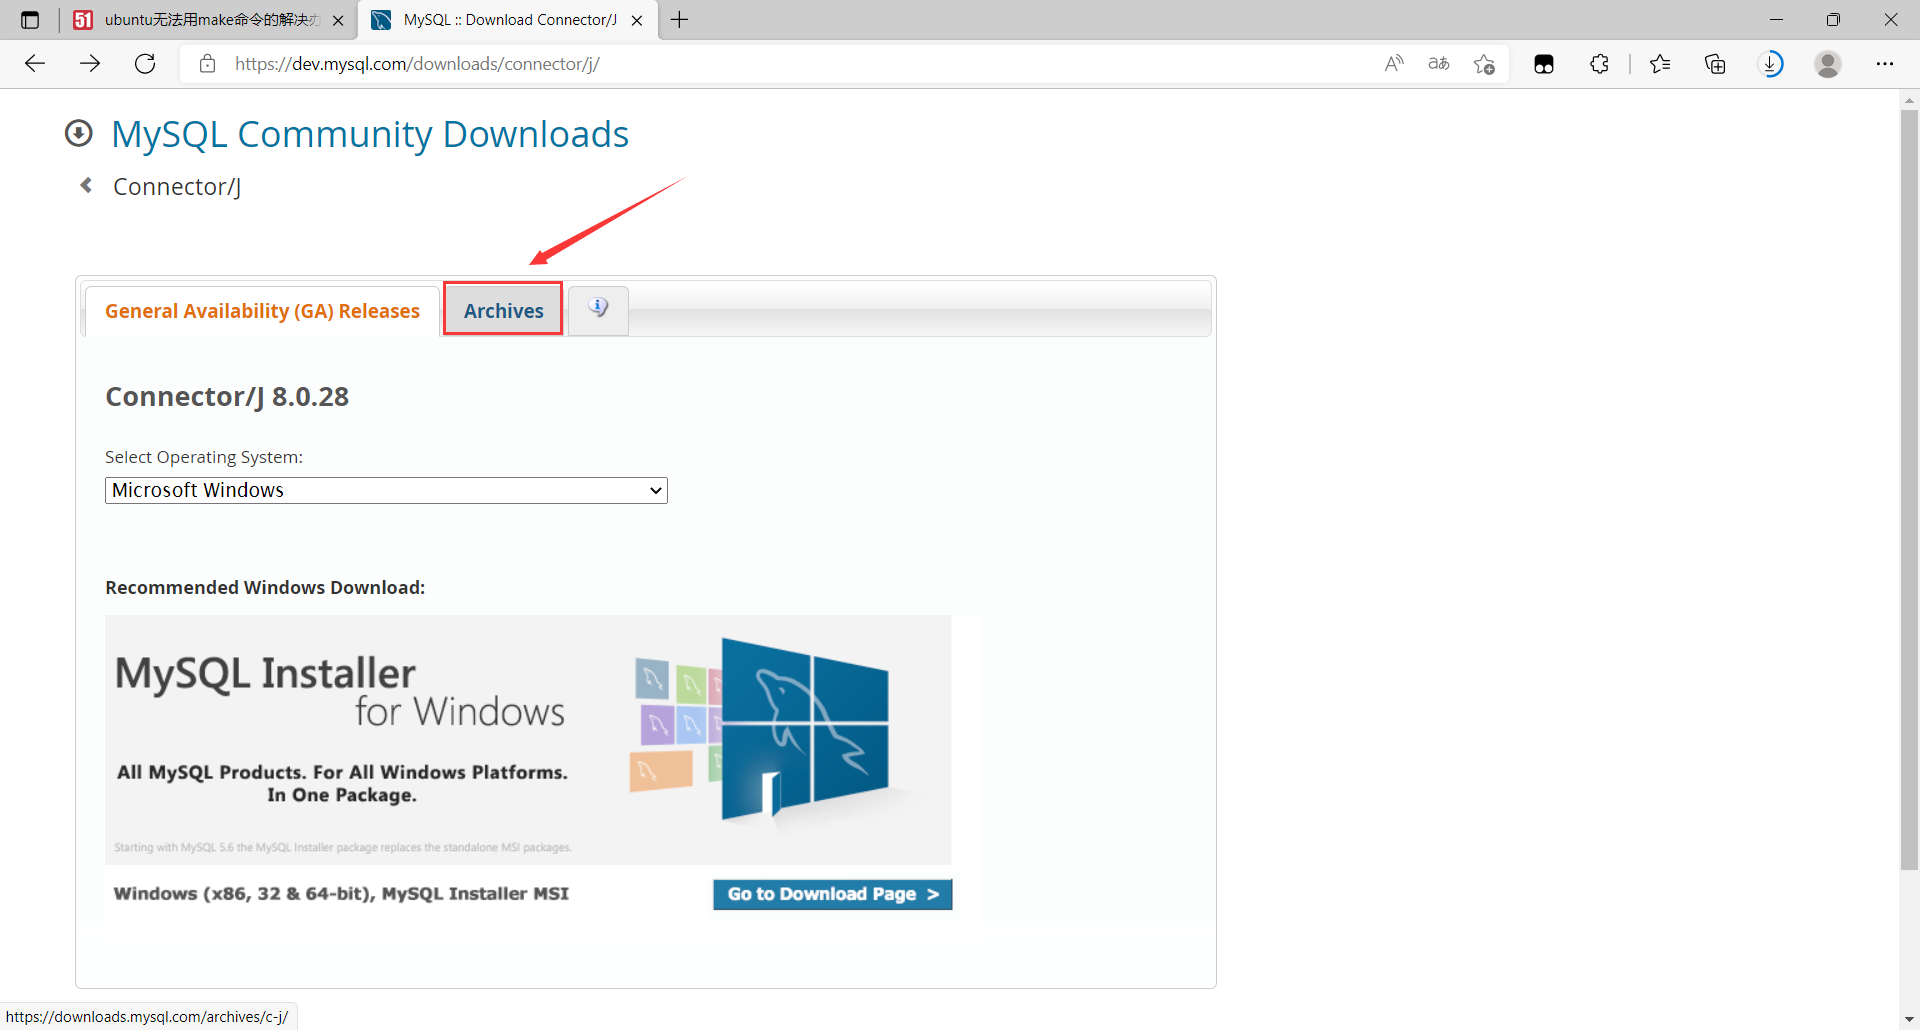 ubuntu无法用make命令的解决办
MySQL :: Download Connector/J
https://dev.mysql.com/downloads/connector/j/
MySQL Community Downloads
Connector/J
General Availability (GA) Releases
Archives
Connector/J 8.0.28
Select Operating System:
Microsoft Windows
Recommended Windows Download:
MySQL Installer
for Windows
All MySQL Products. For All Windows Platforms.
In One Package.
Starting with MySQL 5.6 the MySQL Installer package replaces the standalone MSI packages.
Windows (x86, 32 & 64-bit), MySQL Installer MSI
Go to Download Page >
https://downloads.mysql.com/archives/c-j/